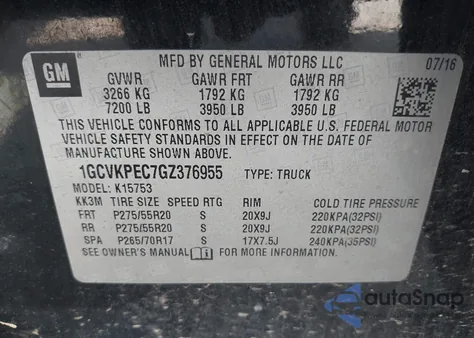 GM
MFD BY GENERAL MOTORS LLC 07/16
GVWR GAWR FRT GAWR RR
3266 KG 1792 KG 1792 KG
7200 LB 3950 LB 3950 LB
THIS VEHICLE CONFORMS TO ALL APPLICABLE U.S. FEDERAL MOTOR
VEHICLE SAFETY STANDARDS IN EFFECT ON THE DATE OF
MANUFACTURE SHOWN ABOVE.
1GCVKPEC7GZ376955 TYPE: TRUCK
MODEL: K15753
KK3M TIRE SIZE SPEED RTG RIM COLD TIRE PRESSURE
FRT P275/55R20 S 20X9J 220KPA(32PSI)
RR P275/55R20 S 20X9J 220KPA(32PSI)
SPA P265/70R17 S 17X7.5J 240KPA(35PSI)
SEE OWNER'S MANUAL FOR MORE INFORMATION.
autoSnap